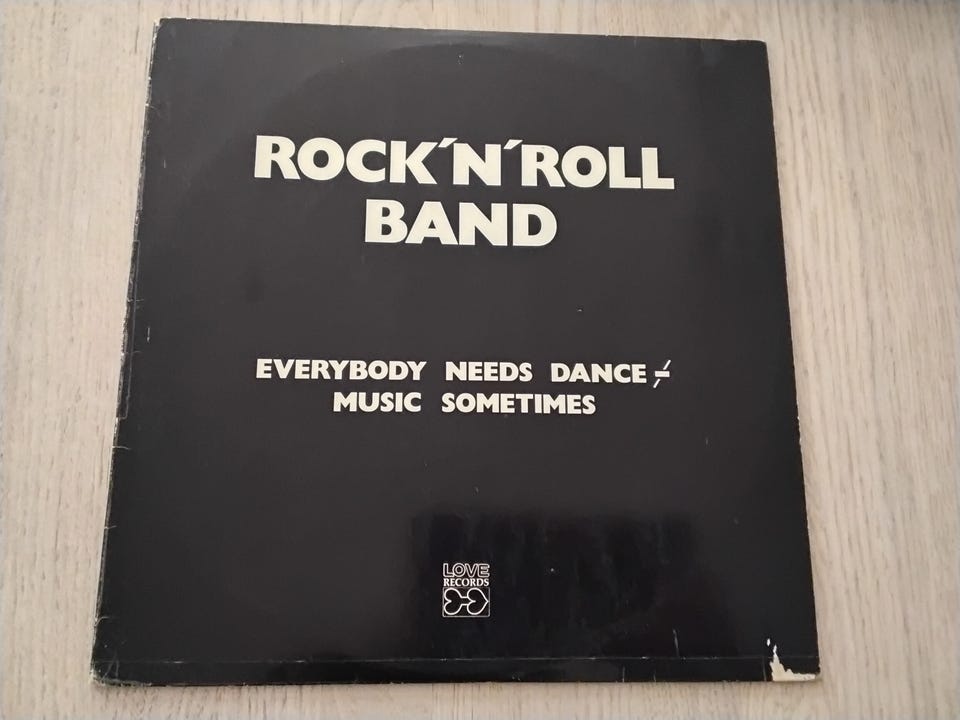 ROCK´N´ROLL
BAND
EVERYBODY NEEDS DANCE-
MUSIC SOMETIMES
LOVE
RECORDS